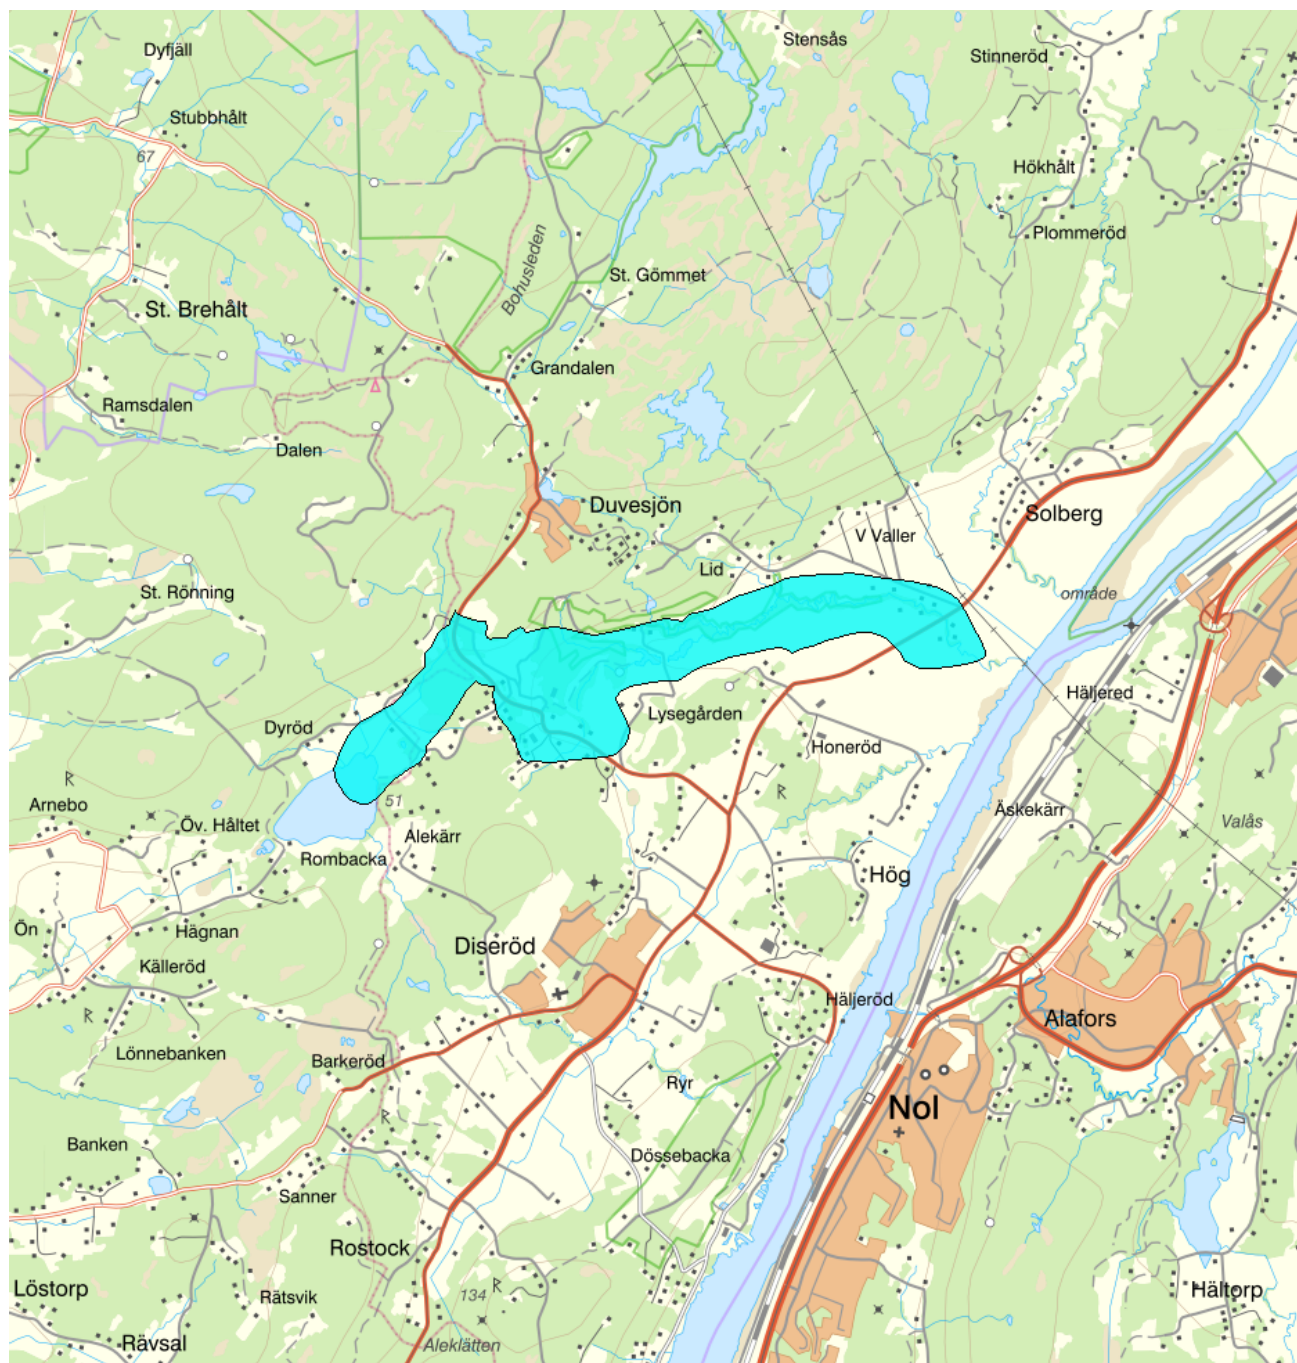 Stensås
Dyfjäll
Stinneröd
Stubbhålt
67
Hökhålt
Plommeröd
Bohusleden
St. Gömmet
St. Brehålt
Grandalen
Ramsdalen
Dalen
Duvesjön
Solberg
V Valler
Lid
St. Rönning
område
Häljered
Lysegården
Dyröd
Honeröd
R
R
51
Arnebo
Äskekärr
Valås
Öv. Håltet
Alekärr
Rombacka
Hög
Ön
Hägnan
Diseröd
Källeröd
Häljeröd
R
Alafors
Lönnebanken
Barkeröd
Ryr
Nol
R
Banken
Dössebacka
Sanner
Rostock
Löstorp
Rätsvik
R
134
Hältorp
Rävsal
Aleklätten